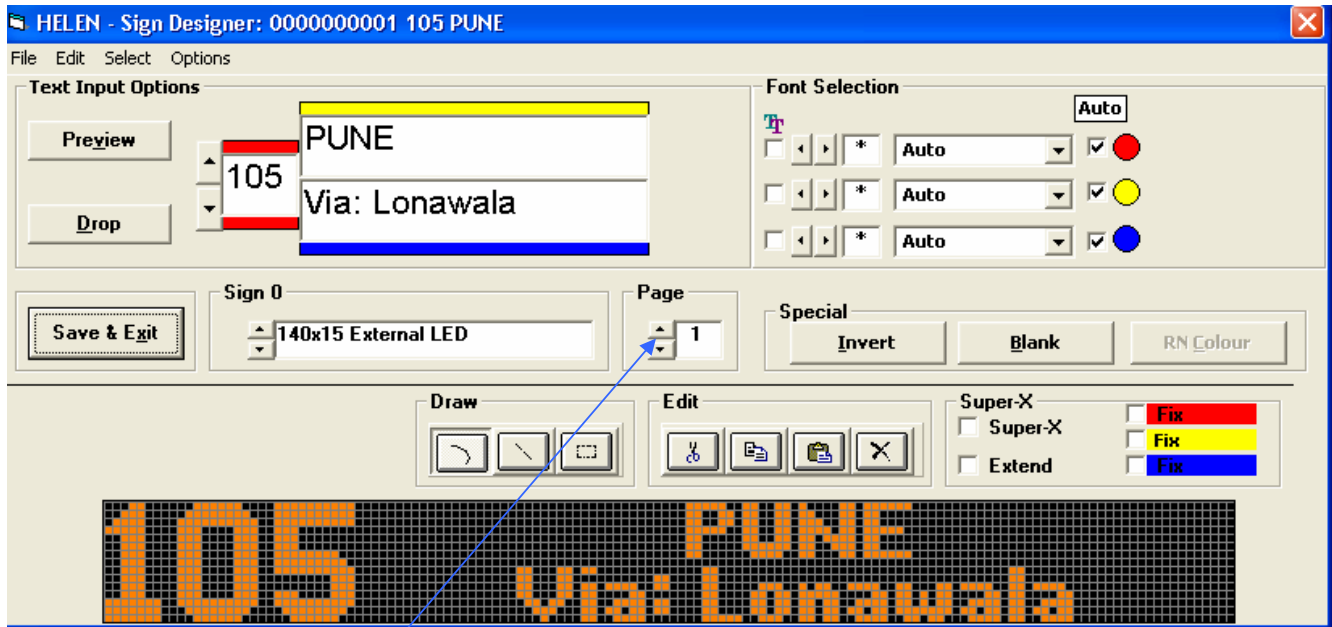 HELEN - Sign Designer: 0000000001 105 PUNE
File Edit Select Options
Text Input Options
Preview
Drop
105
PUNE
Via: Lonawala
Font Selection
Auto
* Auto
* Auto
* Auto
Save & Exit
Sign 0
140x15 External LED
Page
1
Special
Invert Blank RN Colour
Draw
Edit
Super-X
Super-X
Extend
Fix
Fix
Fix
105 PUNE
Via: Lonawala